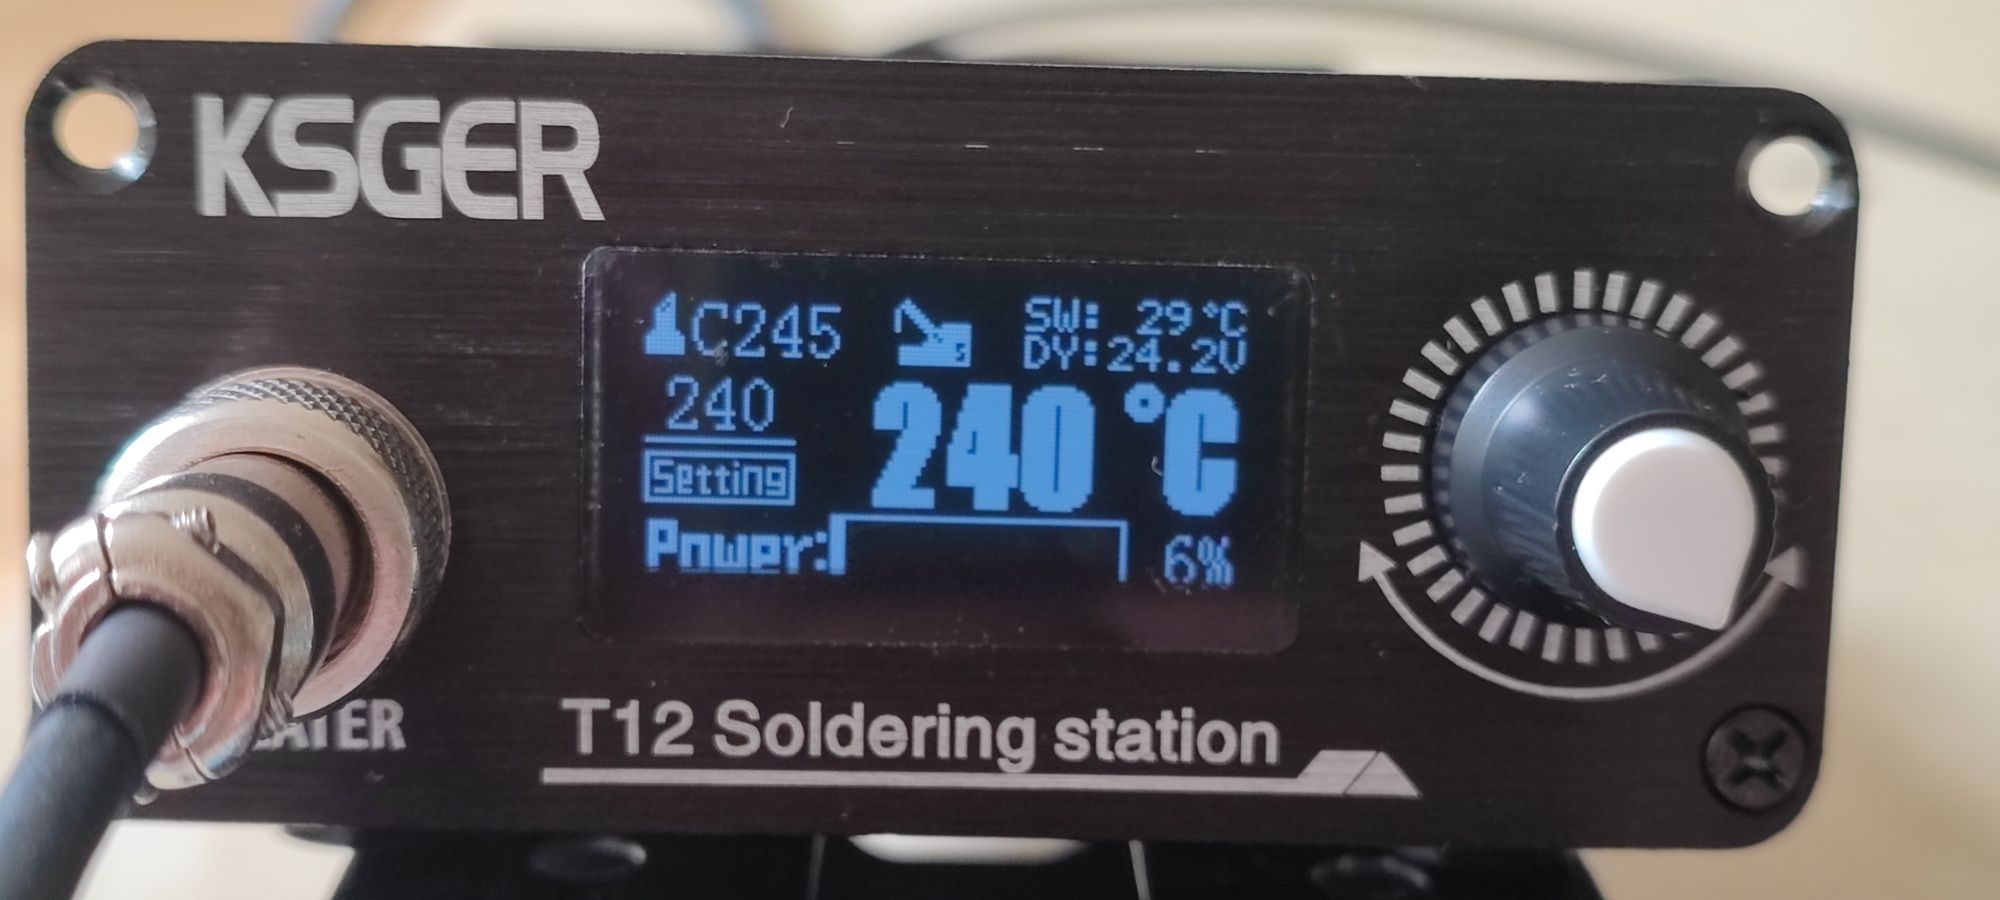 KSGER
C245
SW: 29℃
DY:24.2V
240
240 ℃
Setting
Power:
6%
T12 Soldering station